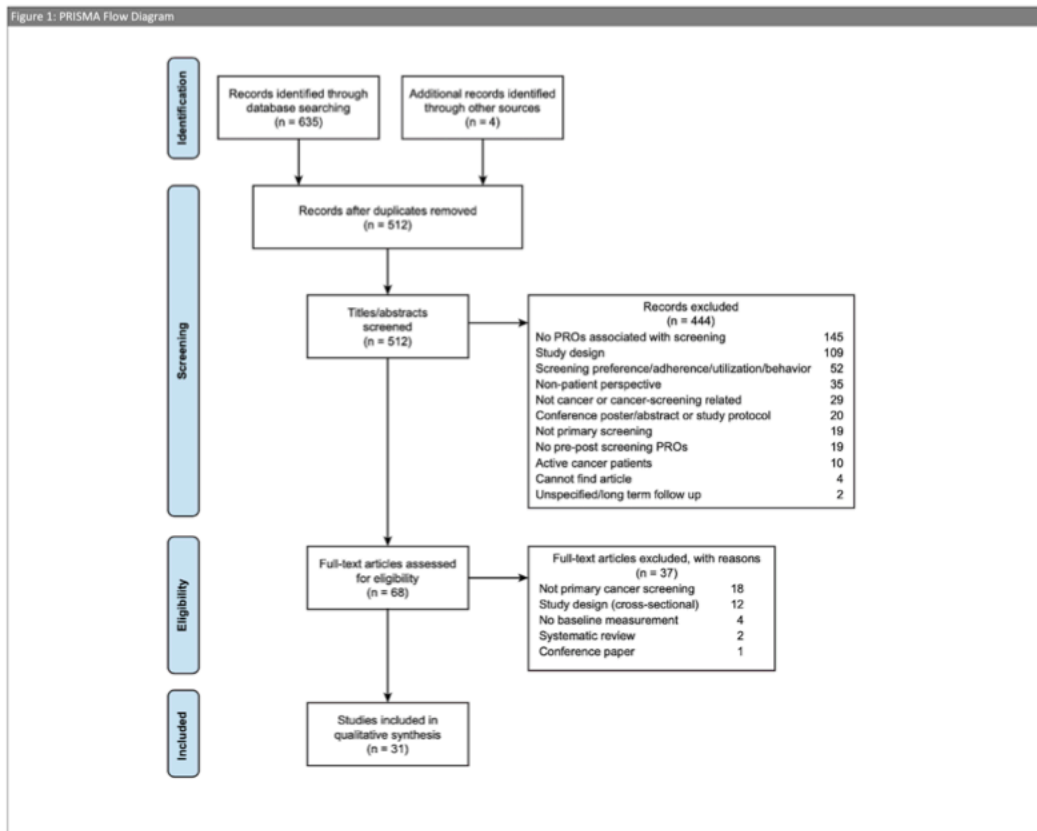 Figure 1: PRISMA Flow Diagram
Identification
Records identified through
database searching
(n = 635)
Additional records identified
through other sources
(n = 4)
Screening
Records after duplicates removed
(n = 512)
Titles/abstracts
screened
(n = 512)
Records excluded
(n = 444)
No PROs associated with screening 145
Study design 109
Screening preference/adherence/utilization/behavior 52
Non-patient perspective 35
Not cancer or cancer-screening related 29
Conference poster/abstract or study protocol 20
Not primary screening 19
No pre-post screening PROs 19
Active cancer patients 10
Cannot find article 4
Unspecified/long term follow up 2
Eligibility
Full-text articles assessed
for eligibility
(n = 68)
Full-text articles excluded, with reasons
(n = 37)
Not primary cancer screening 18
Study design (cross-sectional) 12
No baseline measurement 4
Systematic review 2
Conference paper 1
Included
Studies included in
qualitative synthesis
(n = 31)